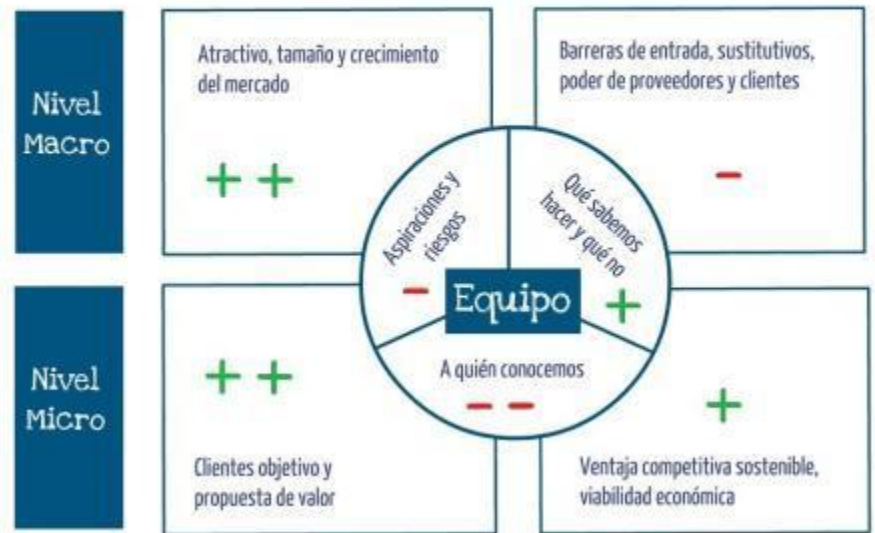 Nivel
Macro
Atractivo, tamaño y crecimiento
del mercado
+ +
Barreras de entrada, sustitutivos,
poder de proveedores y clientes
-
Aspiraciones y
riesgos
-
Qué sabemos
hacer y qué no
+
Equipo
A quién conocemos
- -
Nivel
Micro
+ +
Clientes objetivo y
propuesta de valor
+
Ventaja competitiva sostenible,
viabilidad económica